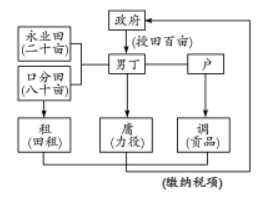 政府
(授田百亩)
永业田
(二十亩)
口分田
(八十亩)
男丁
户
租
(田租)
庸
(力役)
调
(贡品)
(缴纳税项)